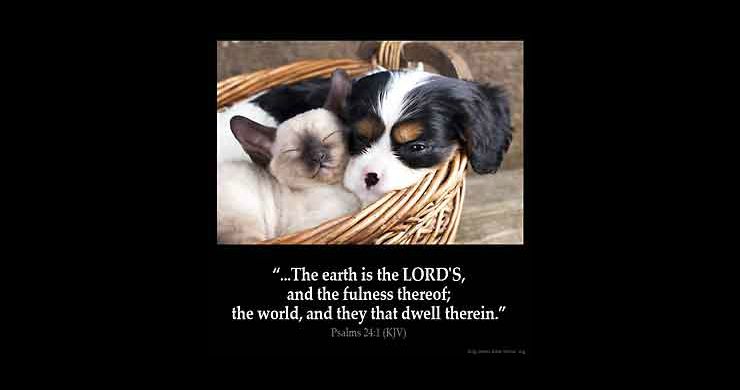 “...The earth is the LORD'S,
and the fulness thereof;
the world, and they that dwell therein.”
Psalms 24:1 (KJV)